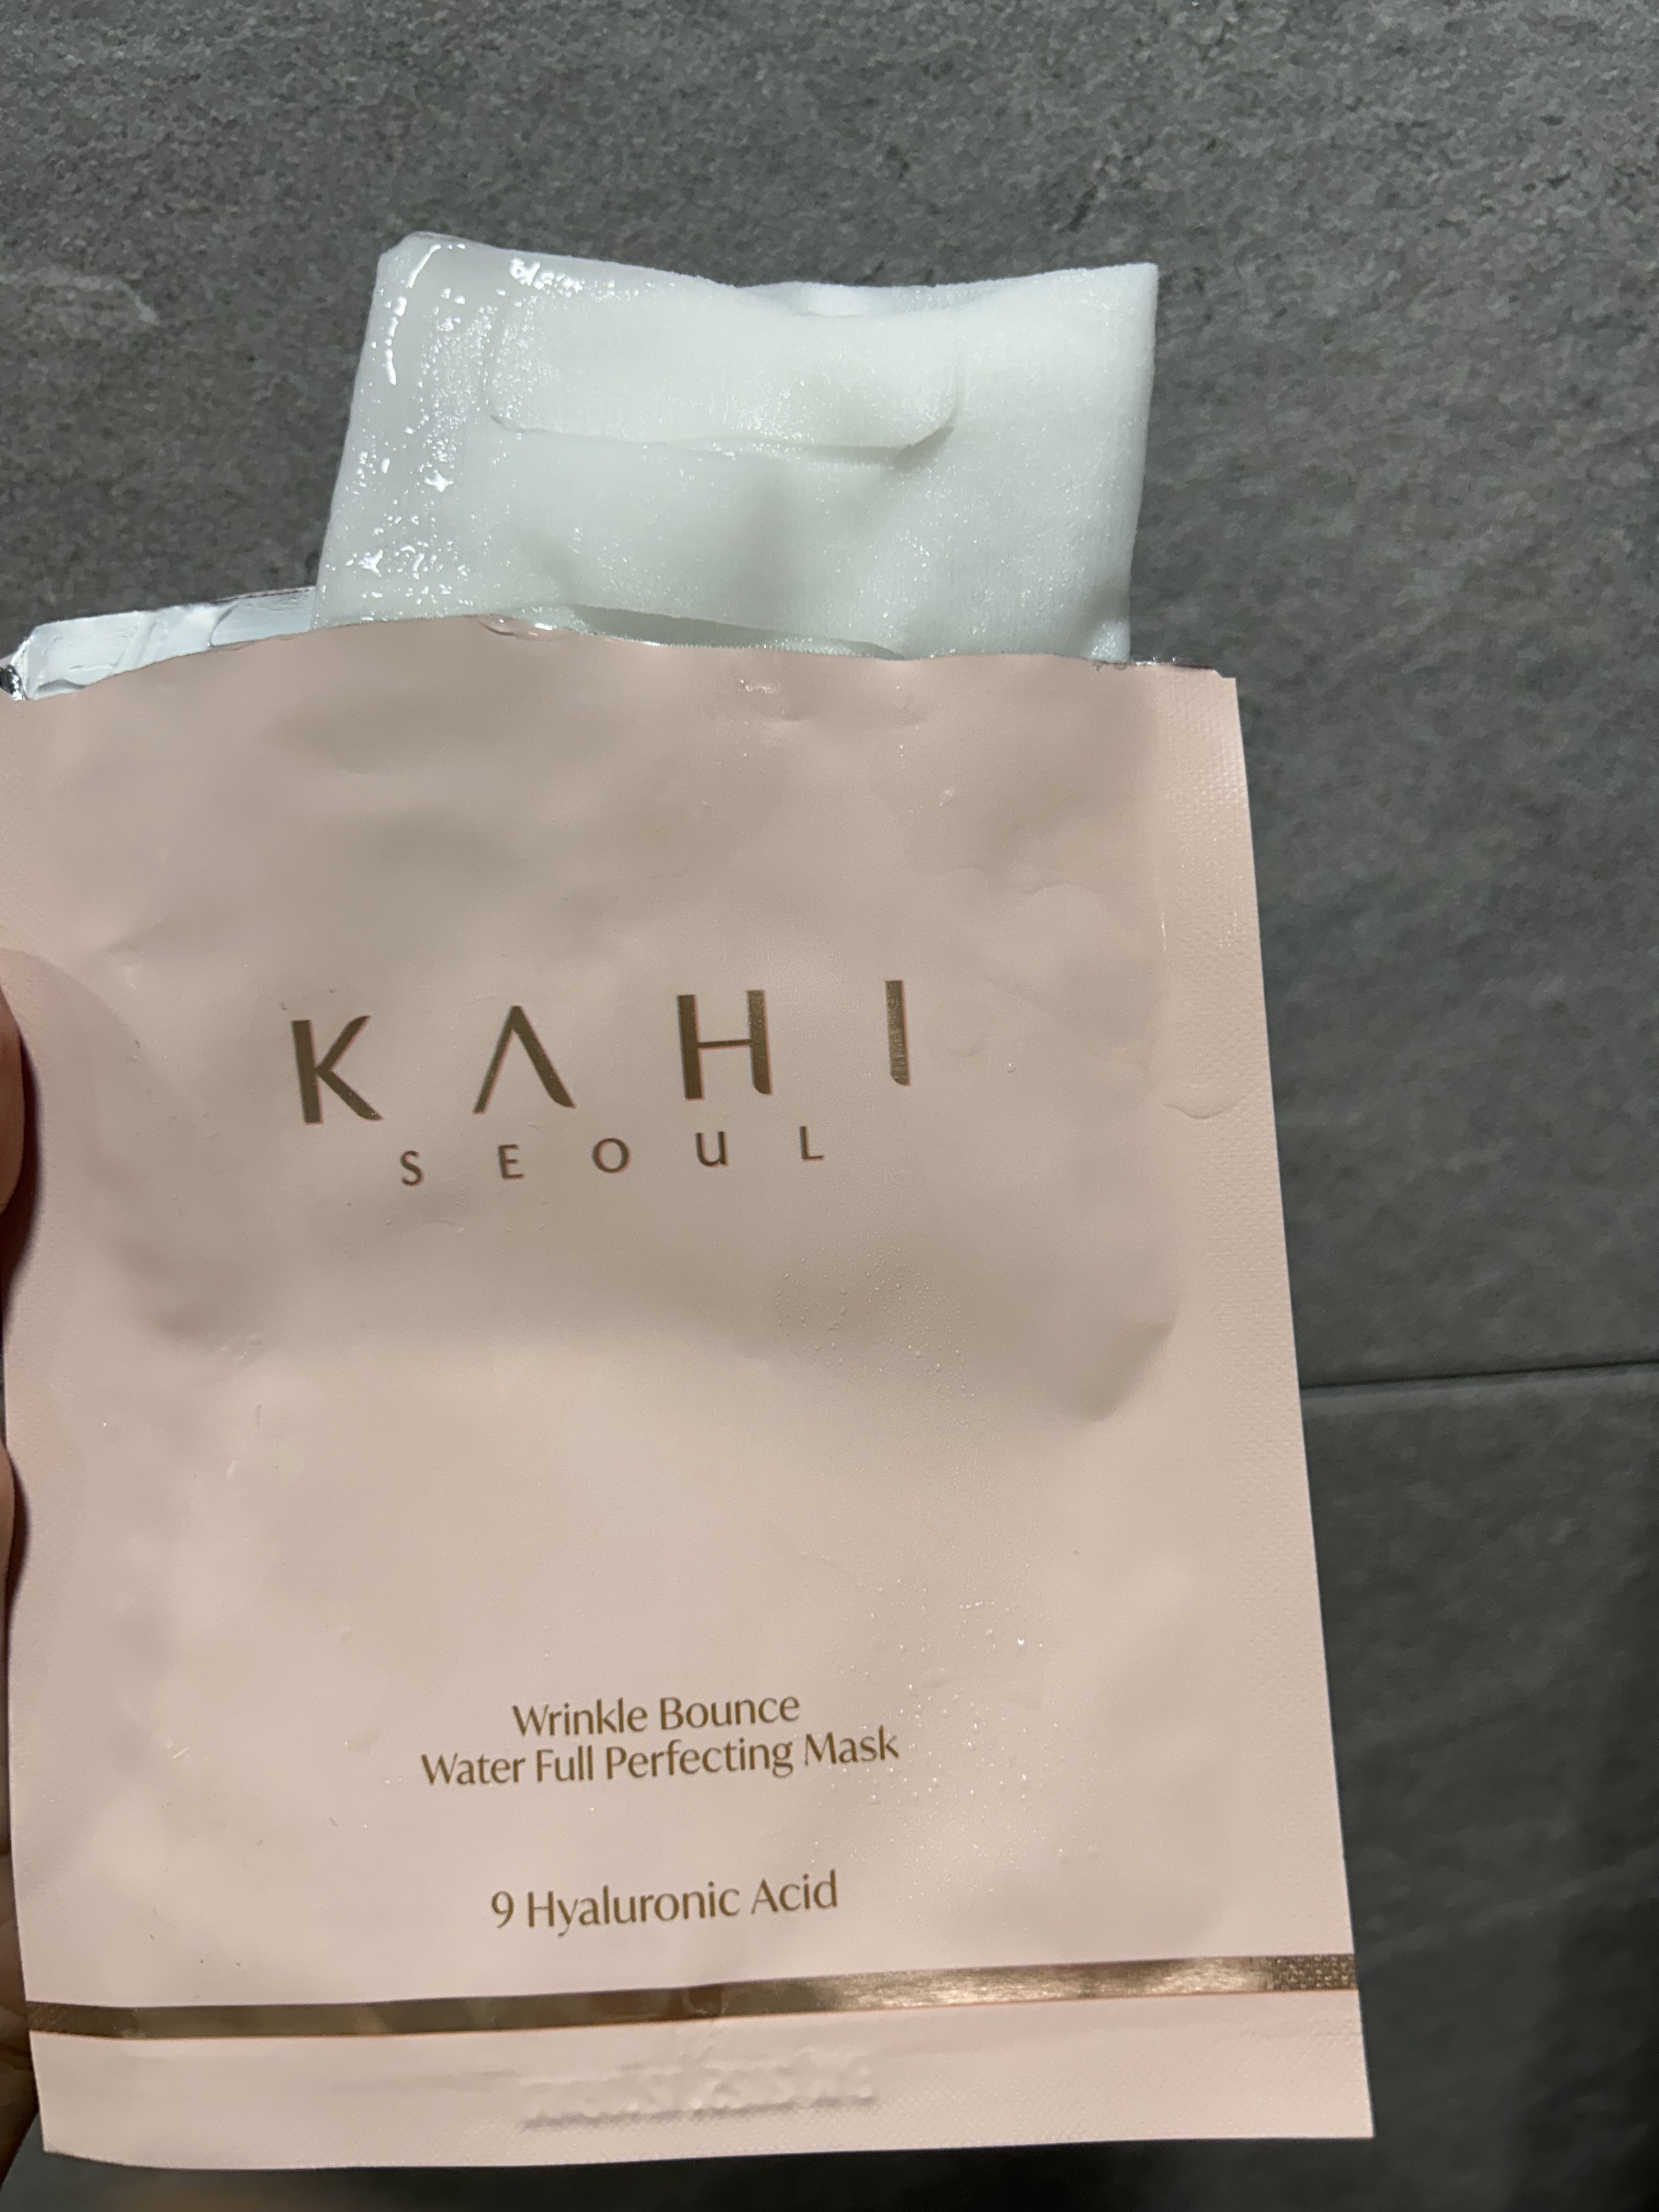 KAHI
SEOUL
Wrinkle Bounce
Water Full Perfecting Mask
9 Hyaluronic Acid